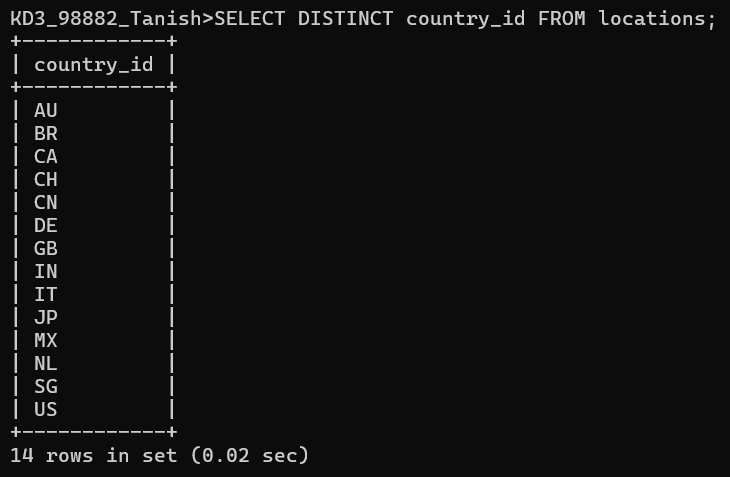 KD3_98882_Tanish>SELECT DISTINCT country_id FROM locations;
+------------+
| country_id |
+------------+
| AU         |
| BR         |
| CA         |
| CH         |
| CN         |
| DE         |
| GB         |
| IN         |
| IT         |
| JP         |
| MX         |
| NL         |
| SG         |
| US         |
+------------+
14 rows in set (0.02 sec)